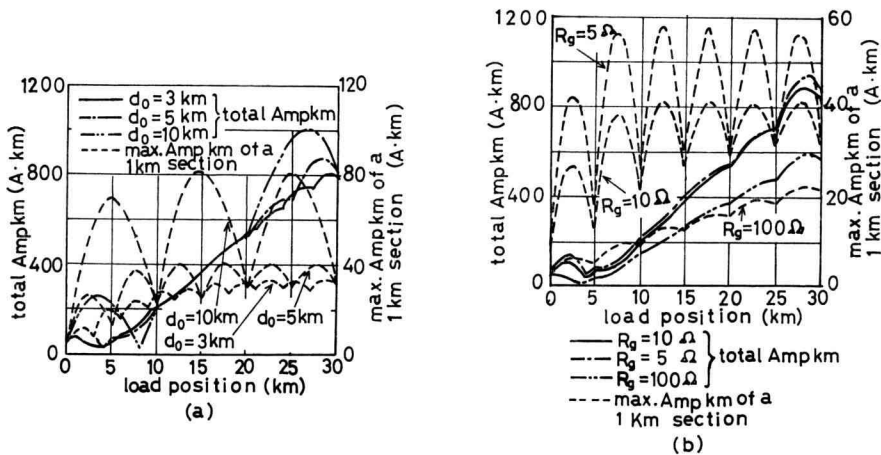 1200
120
d₀ = 3 km
d₀ = 5 km
d₀ = 10 km
total Ampkm
max. Ampkm of a
1km section
800
80
400
40
0
0
total Ampkm (A·km)
max. Ampkm of a
1 km section (A·km)
d₀=10km
d₀=5km
d₀=3km
0 5 10 15 20 25 30
load position (km)
(a)
1200
60
Rg=5Ω
800
40
400
20
Rg=10Ω
Rg=100Ω
0
0
total Ampkm (A·km)
max. Ampkm of a
1 km section (A·km)
0 5 10 15 20 25 30
load position (km)
Rg = 10 Ω
Rg = 5 Ω
Rg = 100Ω
total Ampkm
max. Ampkm of a
1 Km section
(b)